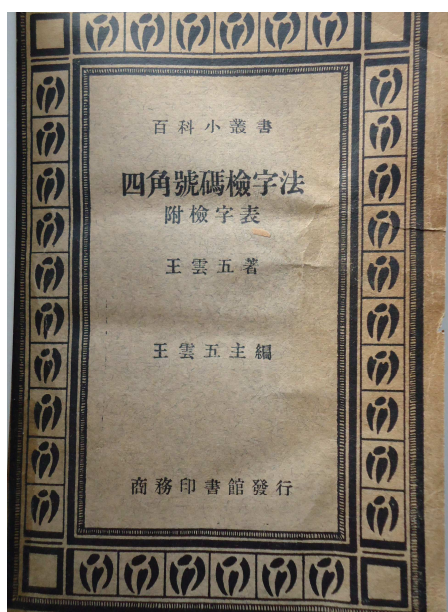 百科小叢書
四角號碼檢字法
附檢字表
王雲五著
王雲五主編
商務印書館發行